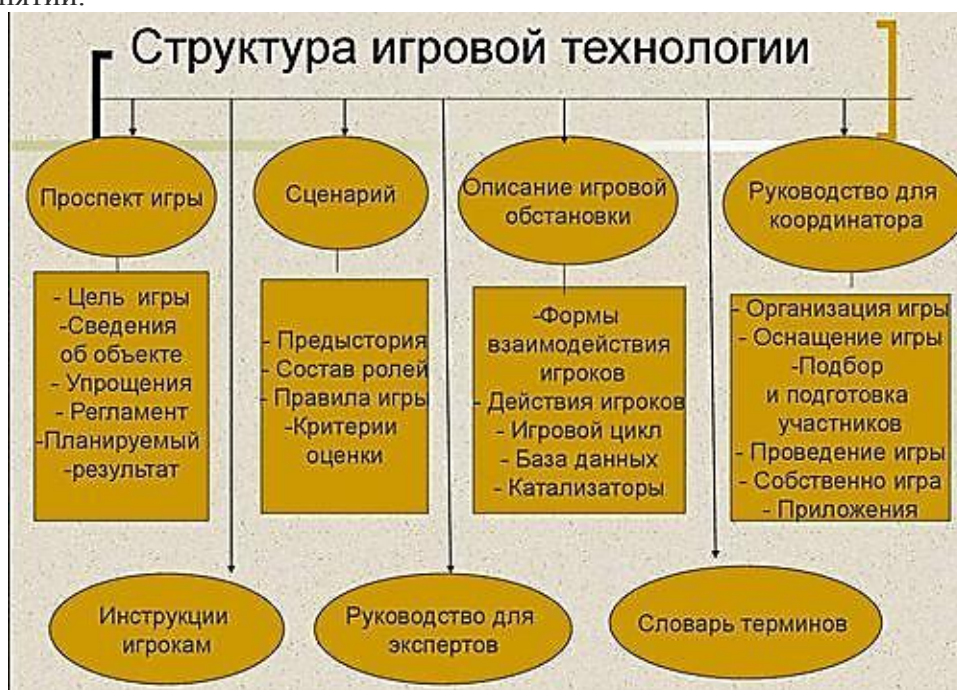 Структура игровой технологии
Проспект игры
- Цель игры
-Сведения
об объекте
- Упрощения
- Регламент
-Планируемый
-результат
Сценарий
- Предыстория
- Состав ролей
- Правила игры
-Критерии
оценки
Описание игровой
обстановки
-Формы
взаимодействия
игроков
- Действия игроков
- Игровой цикл
- База данных
- Катализаторы
Руководство для
координатора
- Организация игры
- Оснащение игры
-Подбор
и подготовка
участников
- Проведение игры
- Собственно игра
- Приложения
Инструкции
игрокам
Руководство для
экспертов
Словарь терминов